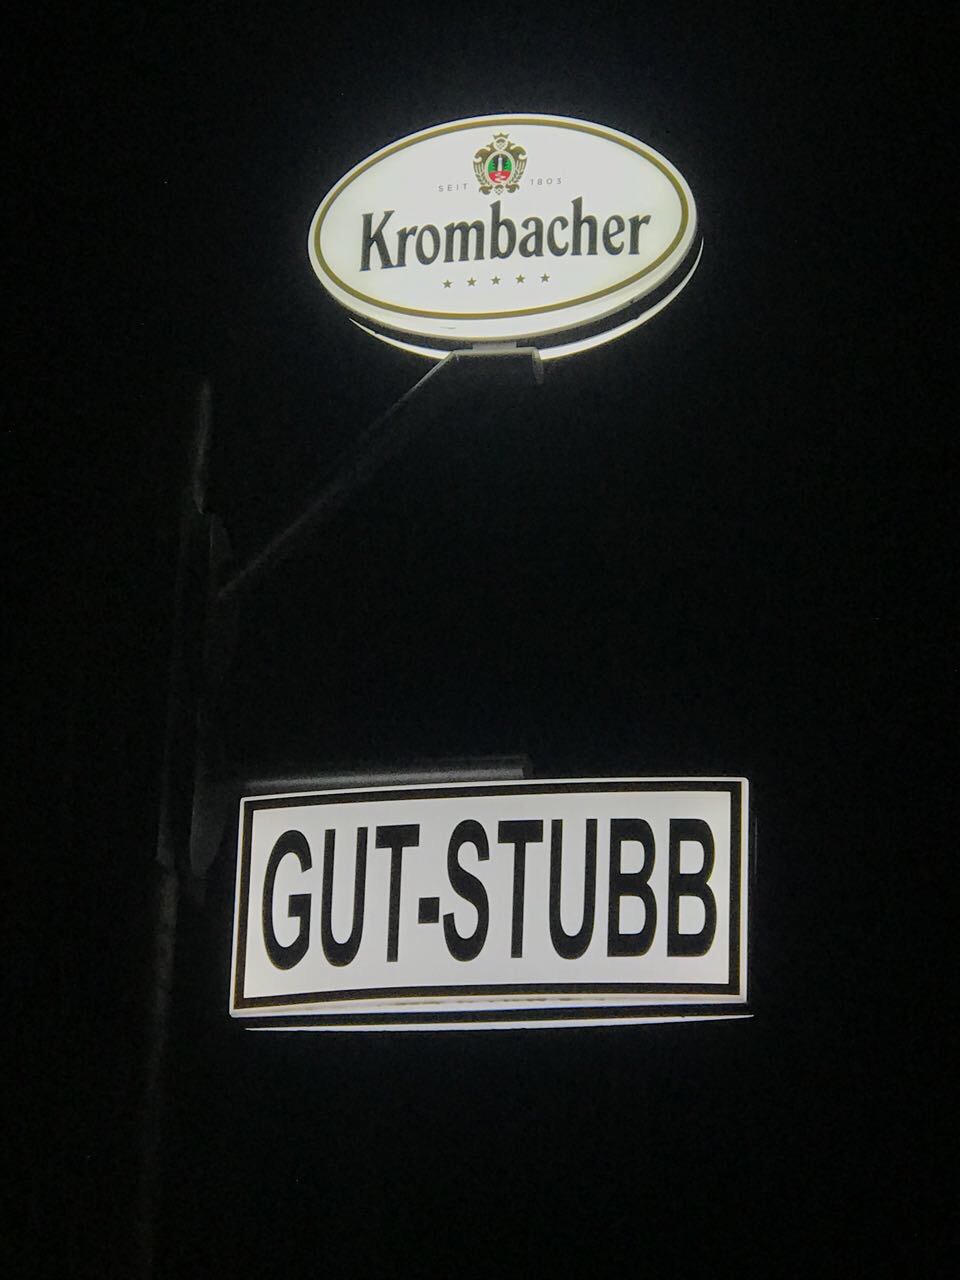 SEIT 1803
Krombacher
GUT-STUBB